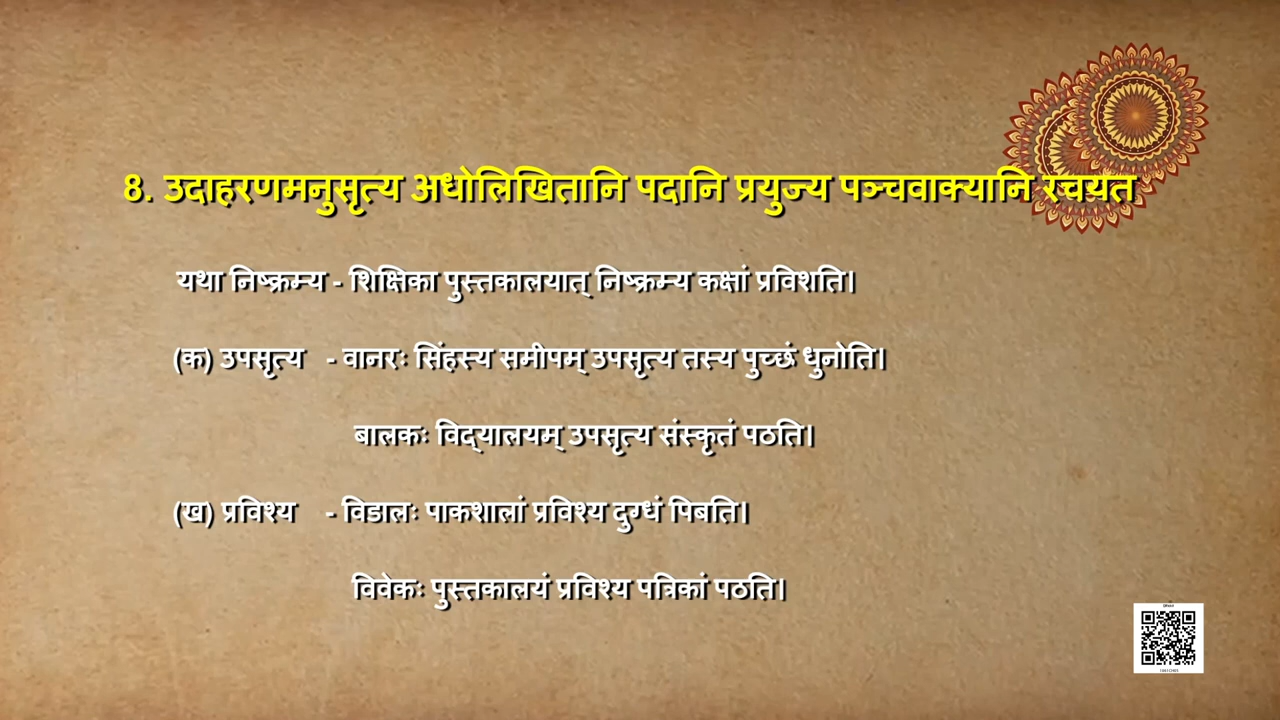 8. उदाहरणमनुसृत्य अधोलिखितानि पदानि प्रयुज्य पञ्चवाक्यानि रचयत
यथा निष्क्रम्य - शिक्षिका पुस्तकालयात् निष्क्रम्य कक्षां प्रविशति।
(क) उपसृत्य - वानरः सिंहस्य समीपम् उपसृत्य तस्य पुच्छं धुनोति।
बालकः विद्यालयम् उपसृत्य संस्कृतं पठति।
(ख) प्रविश्य - विडालः पाकशालां प्रविश्य दुग्धं पिबति।
विवेकः पुस्तकालयं प्रविश्य पत्रिकां पठति।